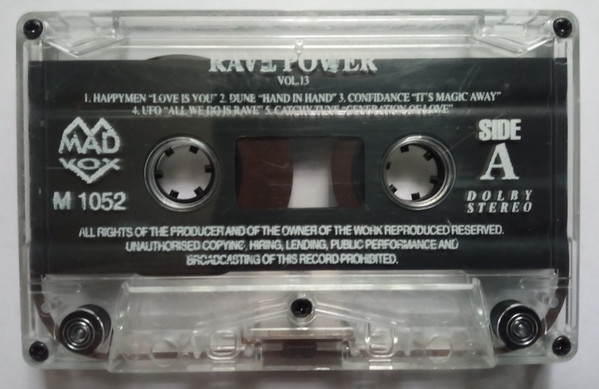 RAVE POWER
VOL.13
1. HAPPYMEN "LOVE IS YOU" 2. DUNE "HAND IN HAND" 3. CONFIDANCE "IT'S MAGIC AWAY"
4. UFO "ALL WE DO IS RAVE" 5. CATCHY TUNE "GENERATION OF LOVE"
MAD
VOX
M 1052
SIDE
A
DOLBY
STEREO
ALL RIGHTS OF THE PRODUCER AND OF THE OWNER OF THE WORK REPRODUCED RESERVED.
UNAUTHORISED COPYING, HIRING, LENDING, PUBLIC PERFORMANCE AND
BROADCASTING OF THIS RECORD PROHIBITED.